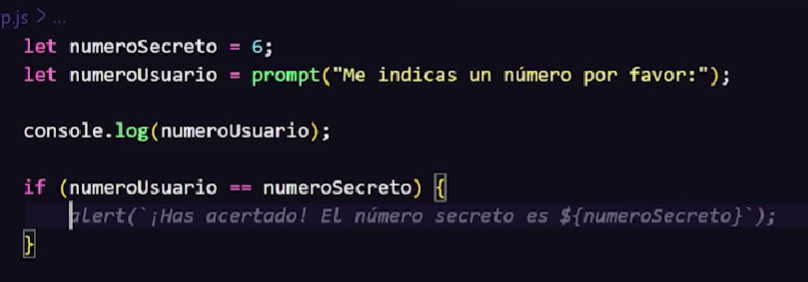 p.js > ...
let numeroSecreto = 6;
let numeroUsuario = prompt("Me indicas un número por favor:");
console.log(numeroUsuario);
if (numeroUsuario == numeroSecreto) {
alert(`¡Has acertado! El número secreto es ${numeroSecreto}`);
}